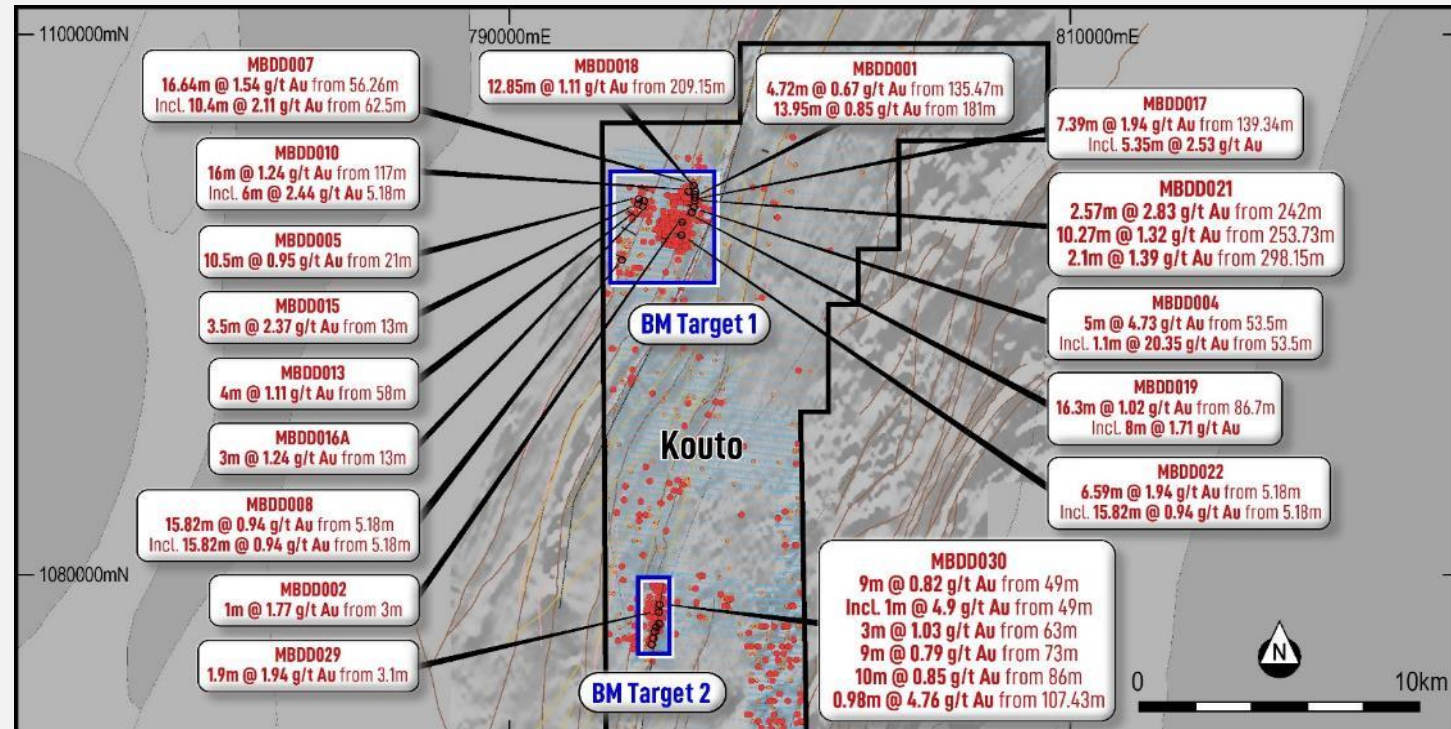 1100000mN
790000mE
810000mE
MBDD007
16.64m @ 1.54 g/t Au from 56.26m
Incl. 10.4m @ 2.11 g/t Au from 62.5m
MBDD018
12.85m @ 1.11 g/t Au from 209.15m
MBDD001
4.72m @ 0.67 g/t Au from 135.47m
13.95m @ 0.85 g/t Au from 181m
MBDD017
7.39m @ 1.94 g/t Au from 139.34m
Incl. 5.35m @ 2.53 g/t Au
MBDD010
16m @ 1.24 g/t Au from 117m
Incl. 6m @ 2.44 g/t Au 5.18m
MBDD021
2.57m @ 2.83 g/t Au from 242m
10.27m @ 1.32 g/t Au from 253.73m
2.1m @ 1.39 g/t Au from 298.15m
MBDD005
10.5m @ 0.95 g/t Au from 21m
MBDD015
3.5m @ 2.37 g/t Au from 13m
BM Target 1
MBDD004
5m @ 4.73 g/t Au from 53.5m
Incl. 1.1m @ 20.35 g/t Au from 53.5m
MBDD013
4m @ 1.11 g/t Au from 58m
MBDD019
16.3m @ 1.02 g/t Au from 86.7m
Incl. 8m @ 1.71 g/t Au
MBDD016A
3m @ 1.24 g/t Au from 13m
Kouto
MBDD022
6.59m @ 1.94 g/t Au from 5.18m
Incl. 15.82m @ 0.94 g/t Au from 5.18m
MBDD008
15.82m @ 0.94 g/t Au from 5.18m
Incl. 15.82m @ 0.94 g/t Au from 5.18m
1080000mN
MBDD002
1m @ 1.77 g/t Au from 3m
MBDD030
9m @ 0.82 g/t Au from 49m
Incl. 1m @ 4.9 g/t Au from 49m
3m @ 1.03 g/t Au from 63m
9m @ 0.79 g/t Au from 73m
10m @ 0.85 g/t Au from 86m
0.98m @ 4.76 g/t Au from 107.43m
MBDD029
1.9m @ 1.94 g/t Au from 3.1m
BM Target 2
N
0
10km